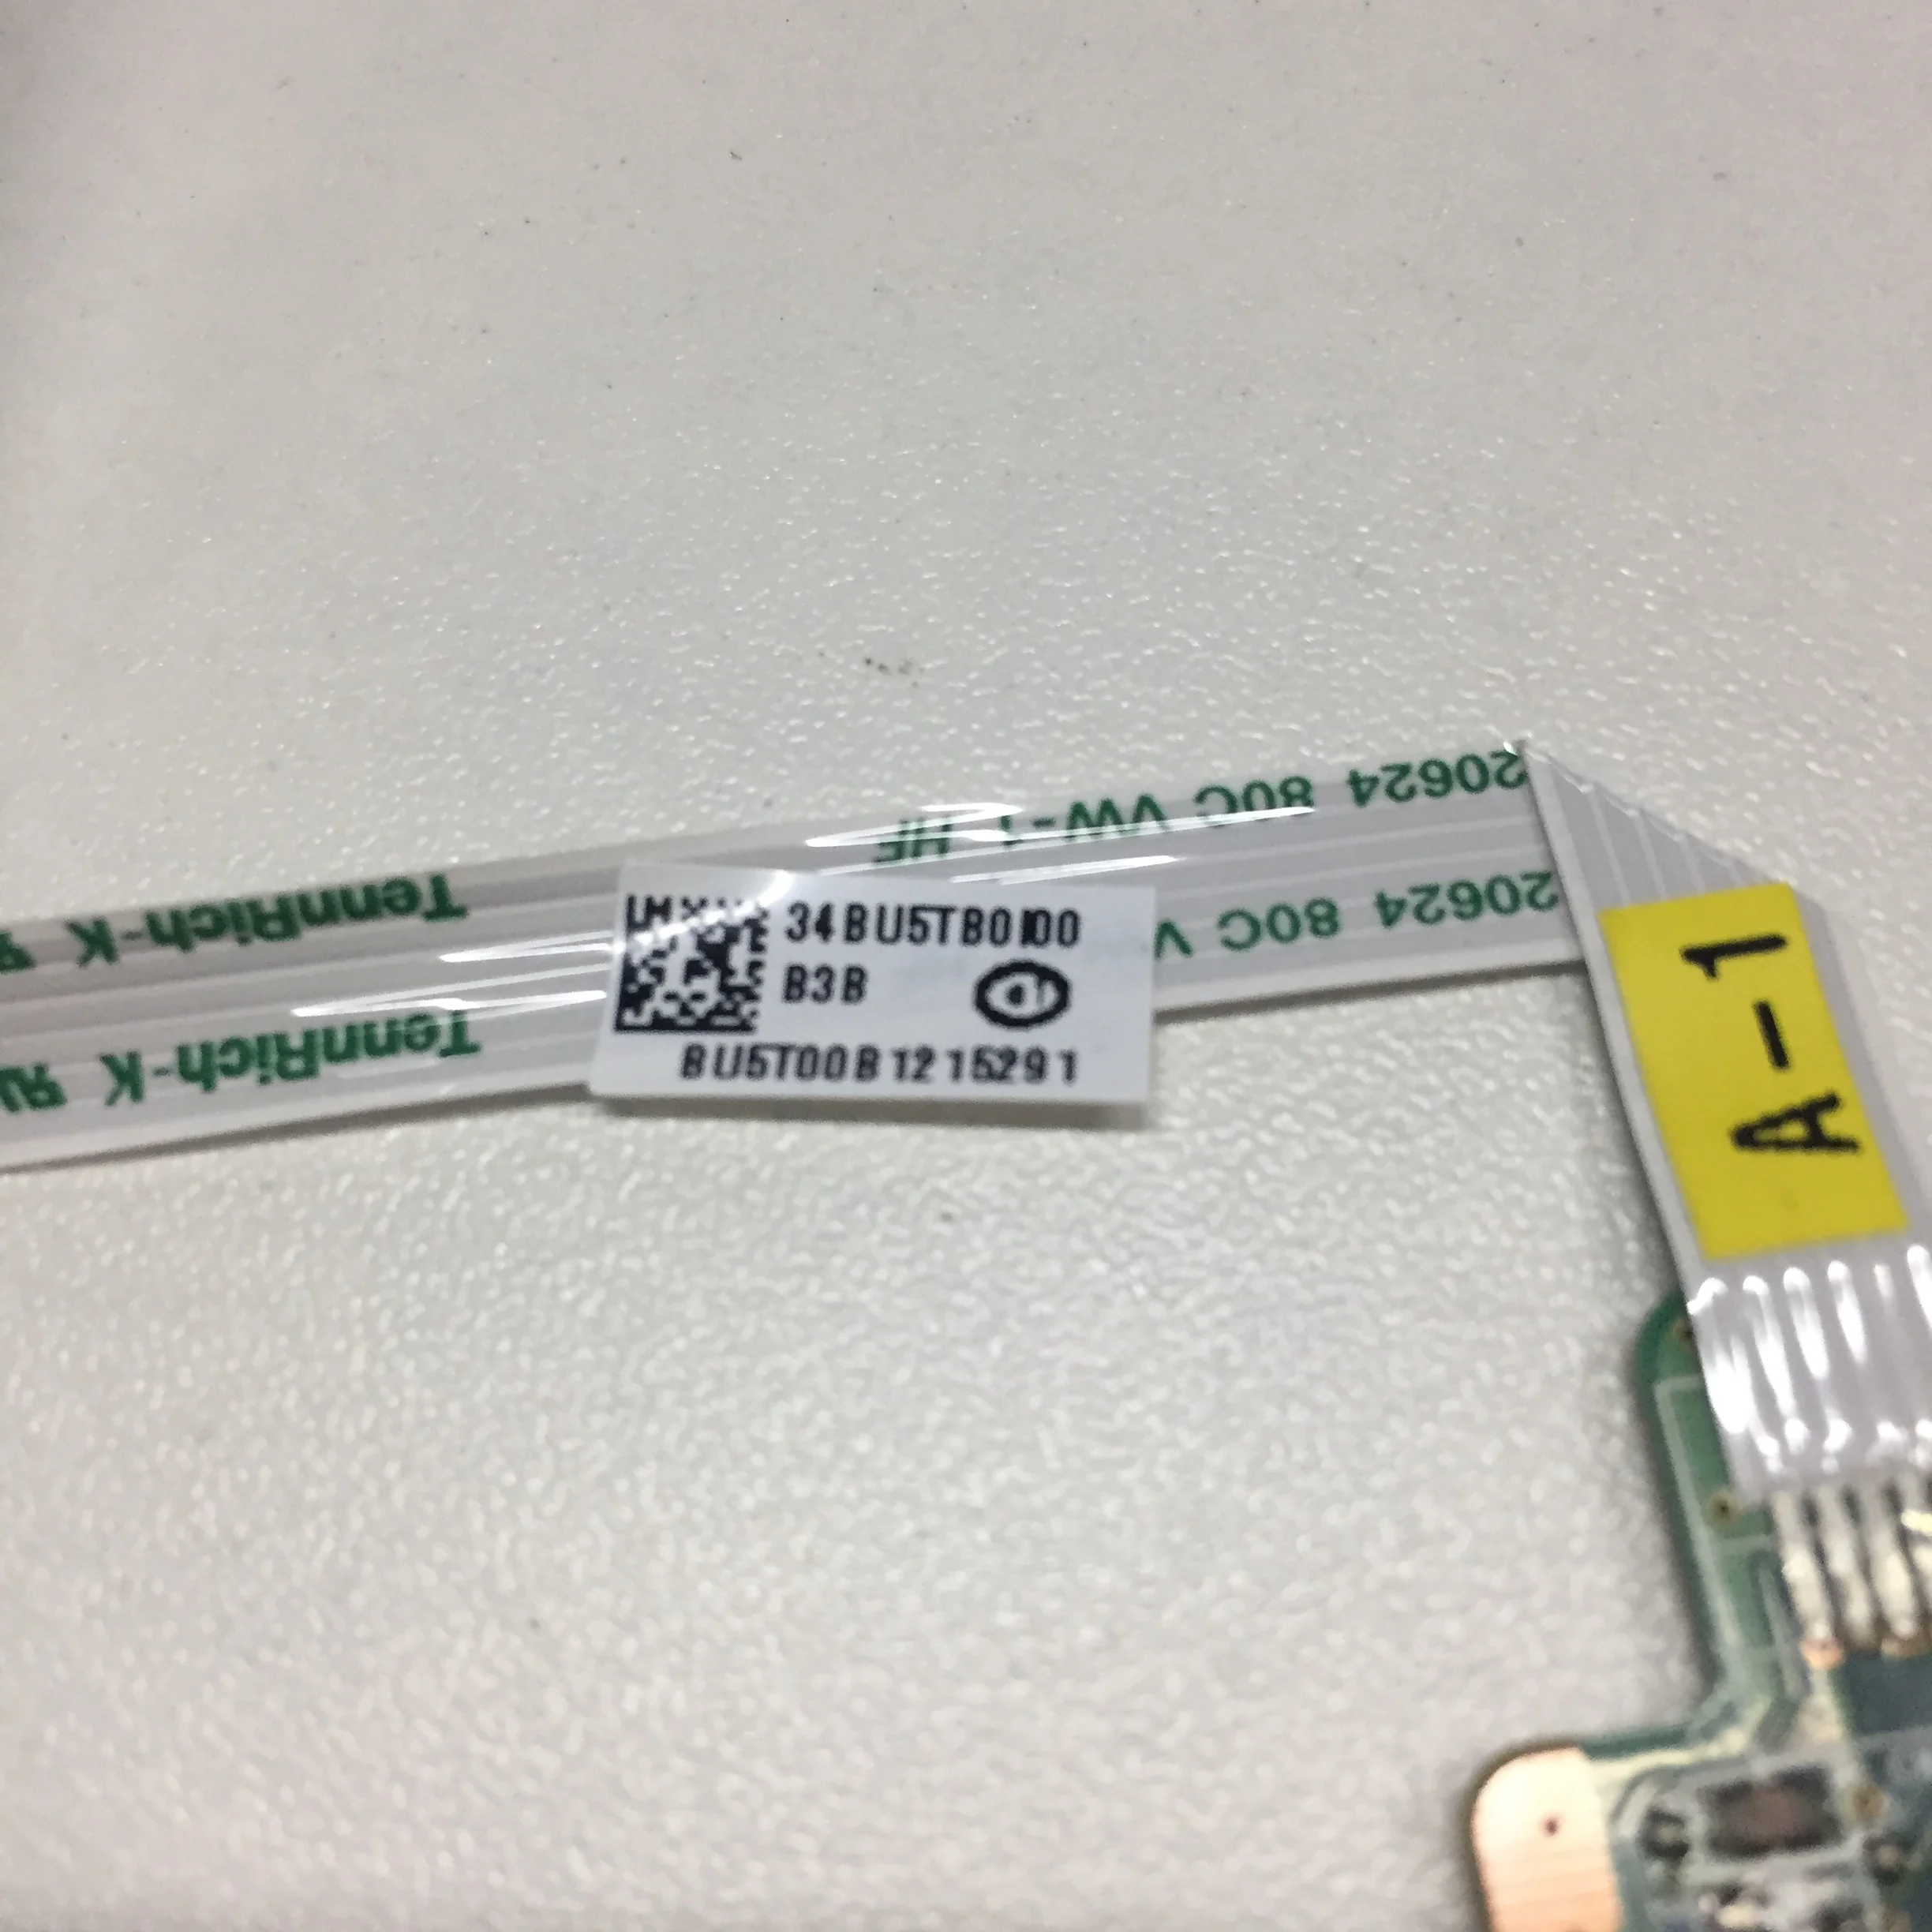 20624 80C VW-1 HF
TennRich-K
20624 80C V
TennRich-K
34BU5TB0I00
B3B
BU5T00B1215291
A-1